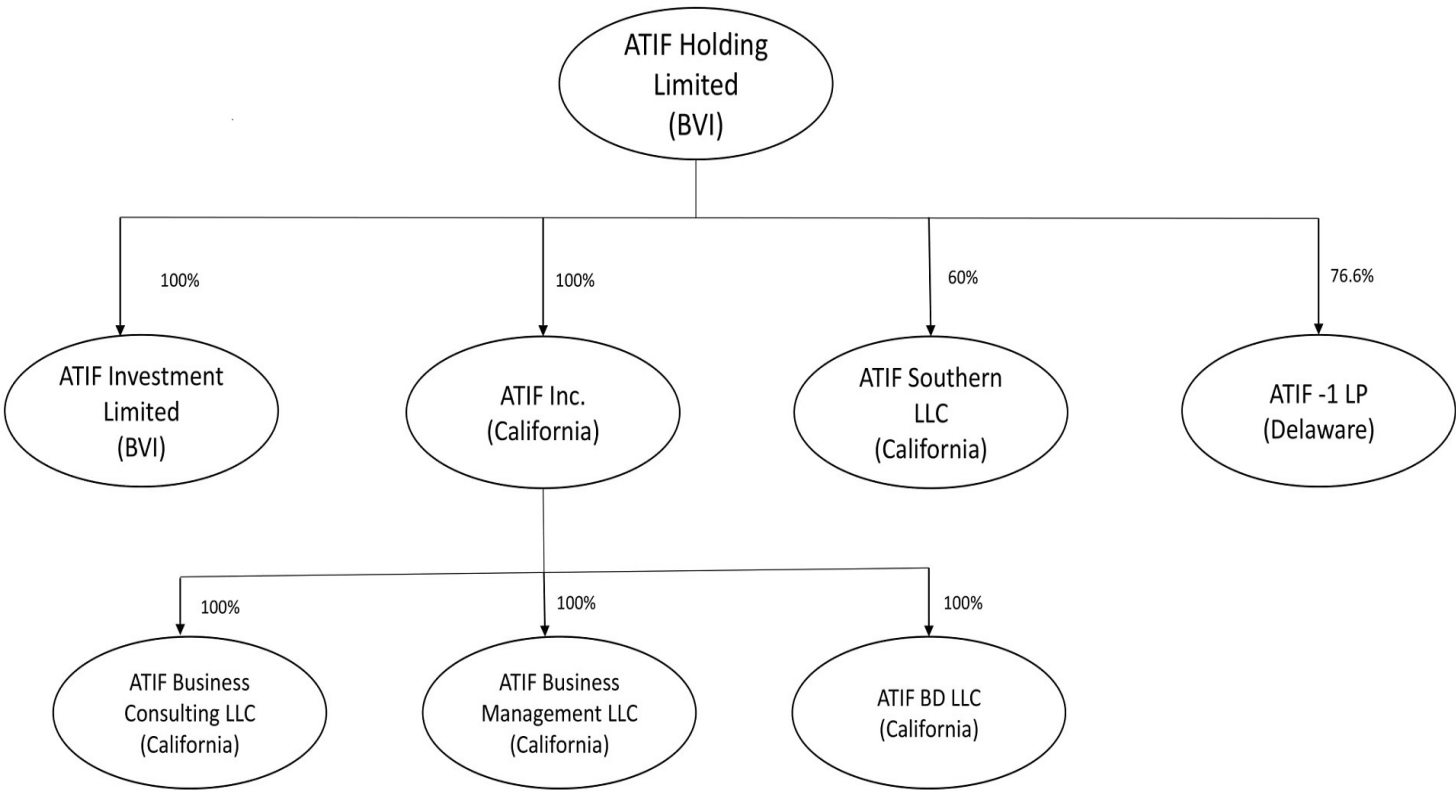 ATIF Holding
Limited
(BVI)
100%
100%
60%
76.6%
ATIF Investment
Limited
(BVI)
ATIF Inc.
(California)
ATIF Southern
LLC
(California)
ATIF -1 LP
(Delaware)
100%
100%
100%
ATIF Business
Consulting LLC
(California)
ATIF Business
Management LLC
(California)
ATIF BD LLC
(California)